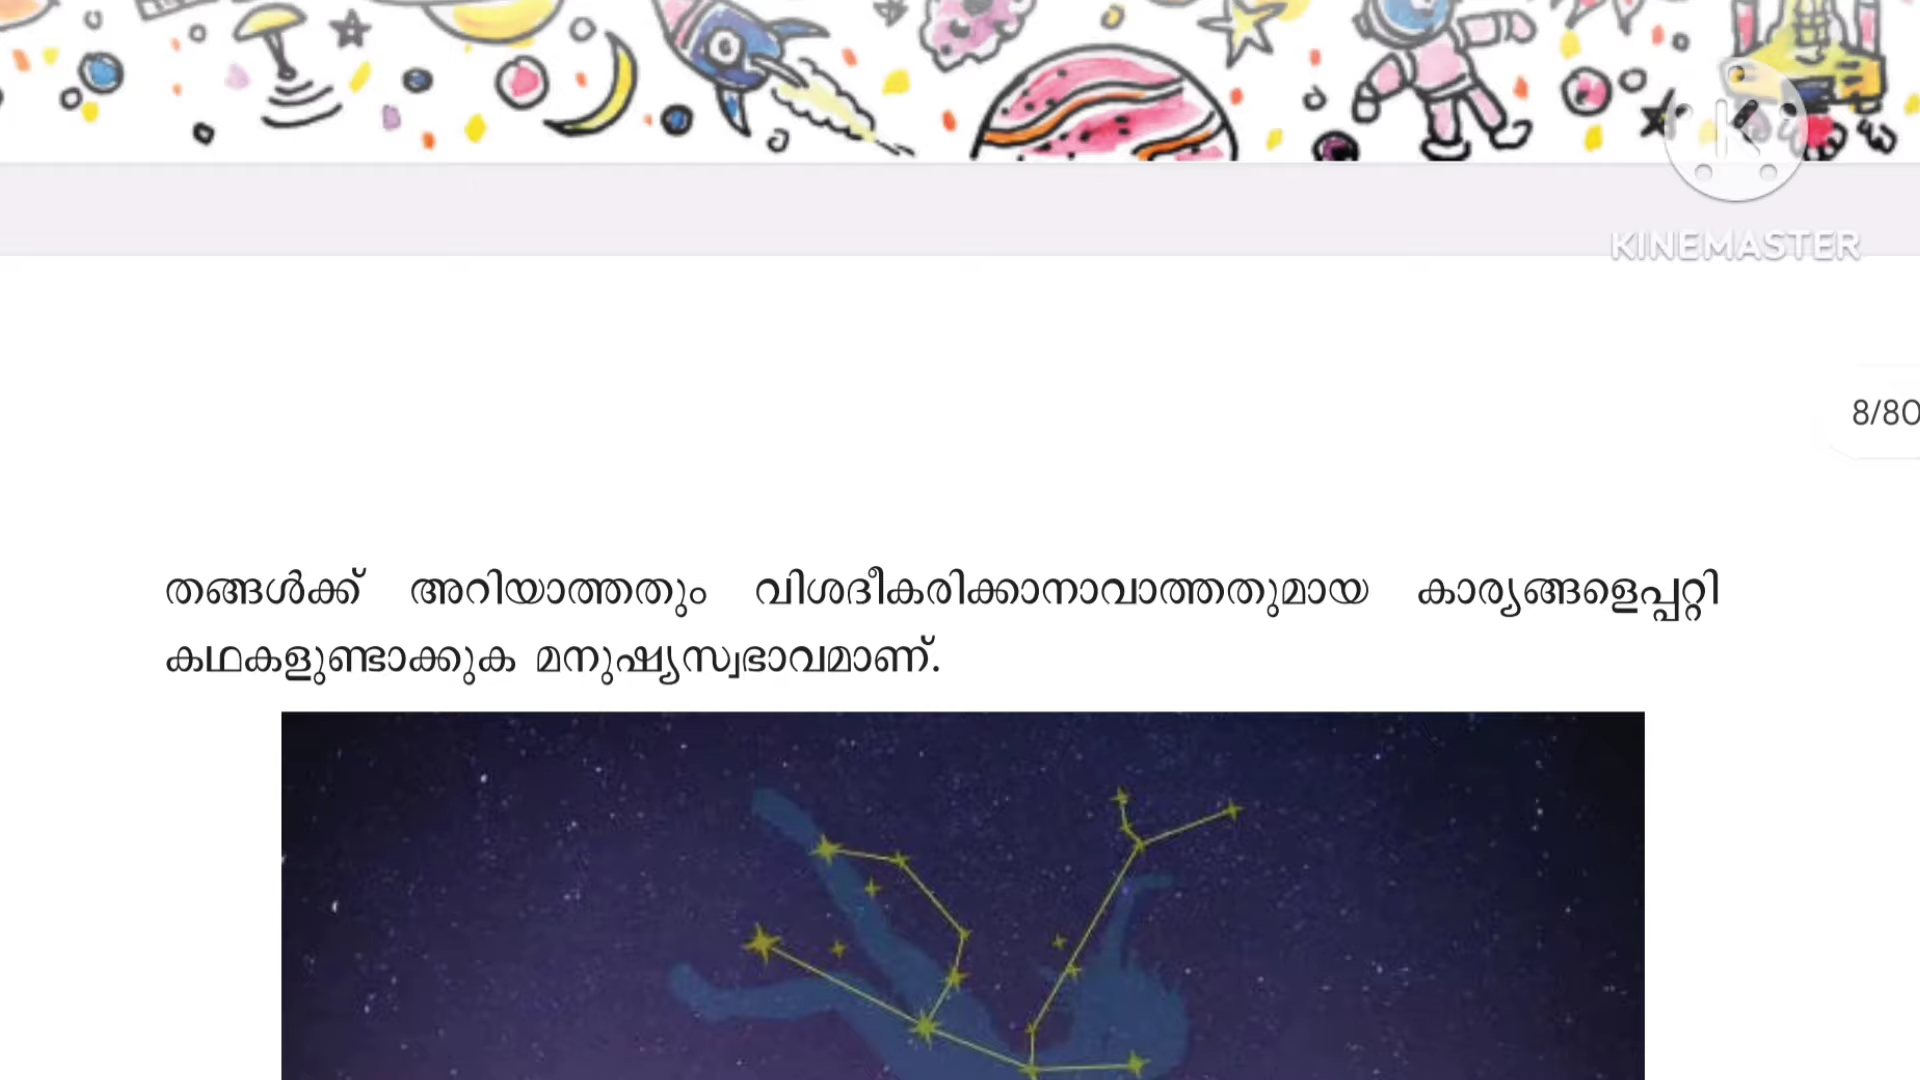 KINEMASTER
8/80
തങ്ങൾക്ക് അറിയാത്തതും വിശദീകരിക്കാനാവാത്തതുമായ കാര്യങ്ങളെപ്പറ്റി
കഥകളുണ്ടാക്കുക മനുഷ്യസ്വഭാവമാണ്.